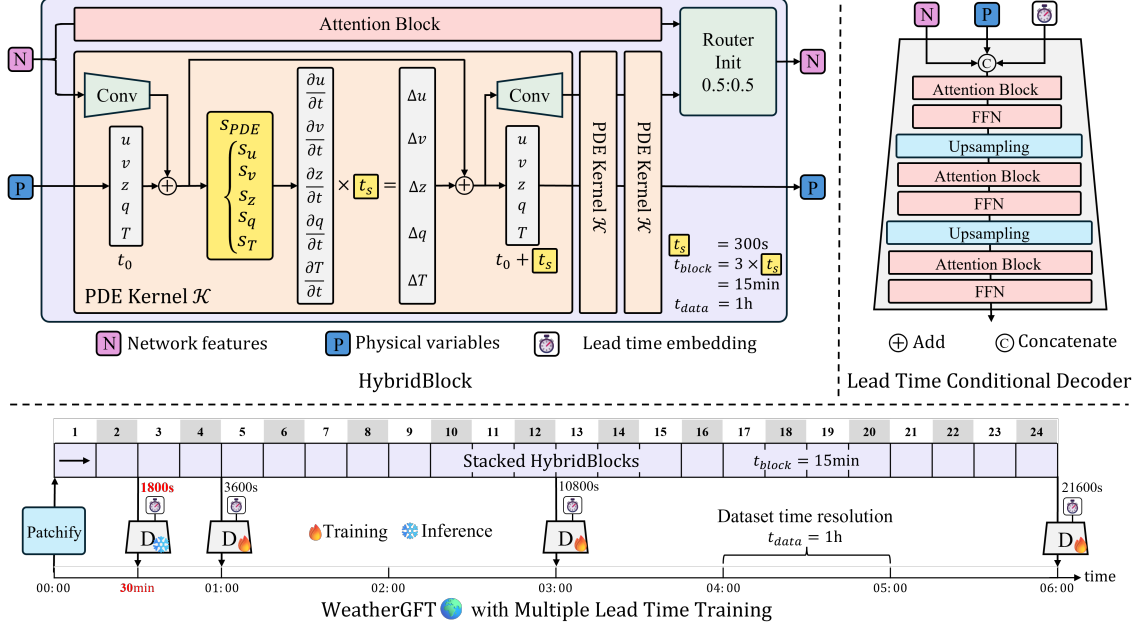 N
Attention Block
Router
Init
0.5:0.5
N
Conv
u
v
z
q
T
t₀
S_PDE
S_u
S_v
S_z
S_q
S_T
∂u/∂t
∂v/∂t
∂z/∂t
∂q/∂t
∂T/∂t
× t_s =
Δu
Δv
Δz
Δq
ΔT
Conv
u
v
z
q
T
t₀ + t_s
PDE Kernel 𝒦
PDE Kernel 𝒦
PDE Kernel 𝒦
P
P
t_s = 300s
t_block = 3 × t_s
= 15min
t_data = 1h
N Network features
P Physical variables
Lead time embedding
HybridBlock
N
P
C
Attention Block
FFN
Upsampling
Attention Block
FFN
Upsampling
Attention Block
FFN
Add
C Concatenate
Lead Time Conditional Decoder
1 2 3 4 5 6 7 8 9 10 11 12 13 14 15 16 17 18 19 20 21 22 23 24
Stacked HybridBlocks
t_block = 15min
1800s
3600s
10800s
21600s
Patchify
D
D
D
D
Training
Inference
Dataset time resolution
t_data = 1h
00:00
30min
01:00
02:00
03:00
04:00
05:00
06:00
time
WeatherGFT with Multiple Lead Time Training